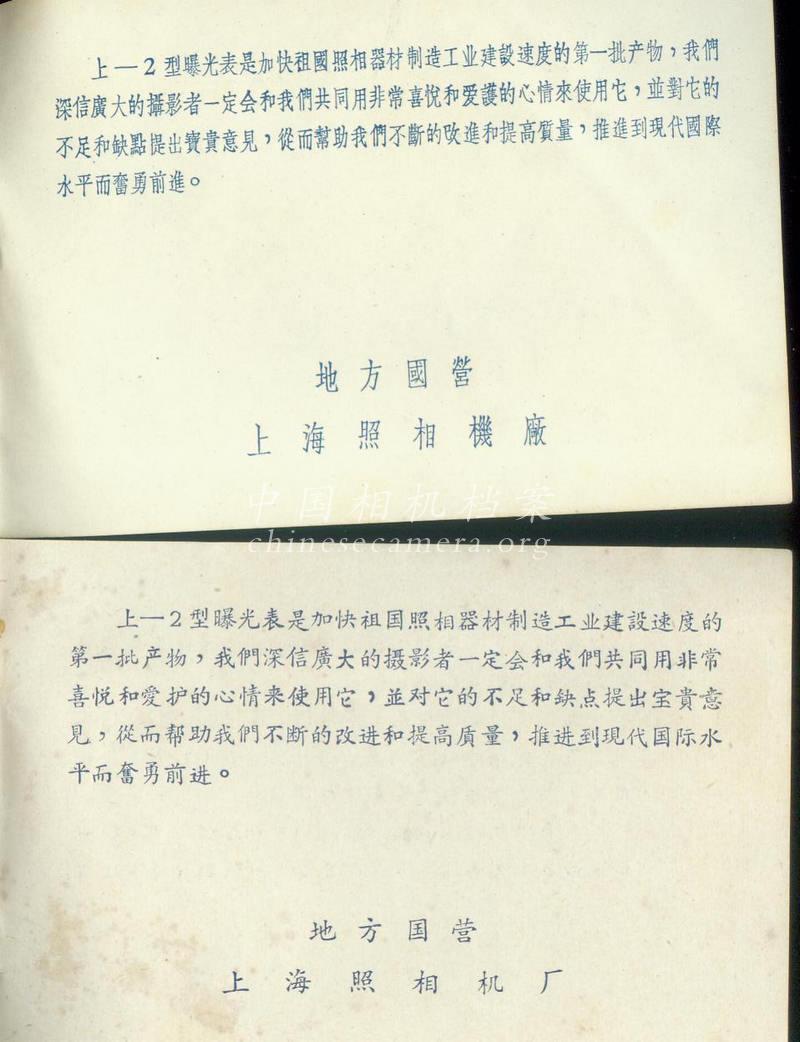 上—2型曝光表是加快祖國照相器材制造工业建設速度的第一批产物，我們
深信廣大的攝影者一定会和我們共同用非常喜悅和爱護的心情來使用它，並對它的
不足和缺點提出寶貴意見，從而幫助我們不斷的改進和提高質量，推進到現代國際
水平而奮勇前進。
地方國營
上海照相機廠
中国相机档案
chinesecamera.org
上—2型曝光表是加快祖国照相器材制造工业建設速度的
第一批产物，我們深信廣大的摄影者一定会和我們共同用非常
喜悦和爱护的心情来使用它，並对它的不足和缺点提出宝貴意
見，從而帮助我們不断的改进和提高质量，推进到现代国际水
平而奮勇前进。
地方国营
上海照相机厂